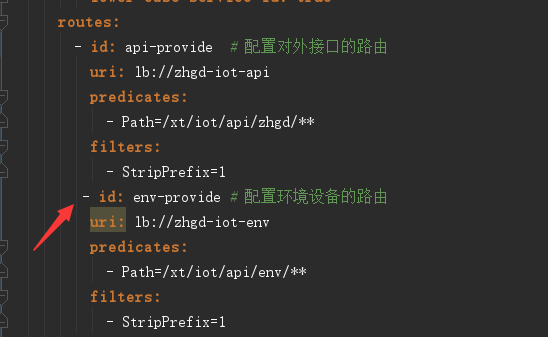 routes:
- id: api-provide  # 配置对外接口的路由
uri: lb://zhgd-iot-api
predicates:
- Path=/xt/iot/api/zhgd/**
filters:
- StripPrefix=1
- id: env-provide # 配置环境设备的路由
uri: lb://zhgd-iot-env
predicates:
- Path=/xt/iot/api/env/**
filters:
- StripPrefix=1